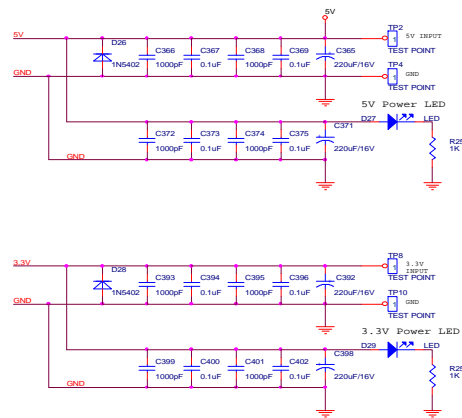 5V
TP2
5V
D26
1
5V INPUT
C366
C367
C368
C369
C365
TEST POINT
TP4
1N5402
1000pF
0.1uF
1000pF
0.1uF
220uF/16V
GND
1
GND
TEST POINT
5V Power LED
C371
D27
LED
C372
C373
C374
C375
1000pF
0.1uF
1000pF
0.1uF
220uF/16V
1K
GND
TP8
3.3V
D28
1
3.3V
INPUT
C393
C394
C395
C396
C392
TEST POINT
TP10
1N5402
1000pF
0.1uF
1000pF
0.1uF
220uF/16V
GND
1
GND
TEST POINT
3.3V Power LED
C398
D29
LED
C399
C400
C401
C402
1000pF
0.1uF
1000pF
0.1uF
220uF/16V
1K
GND